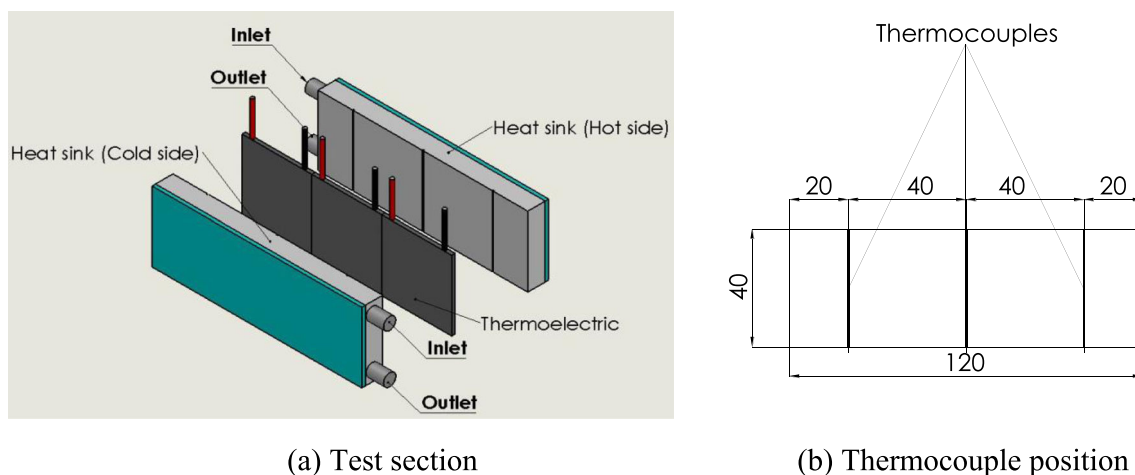 Inlet
Outlet
Heat sink (Hot side)
Heat sink (Cold side)
Thermoelectric
Inlet
Outlet
Thermocouples
20
40
40
20
40
120
(a) Test section
(b) Thermocouple position